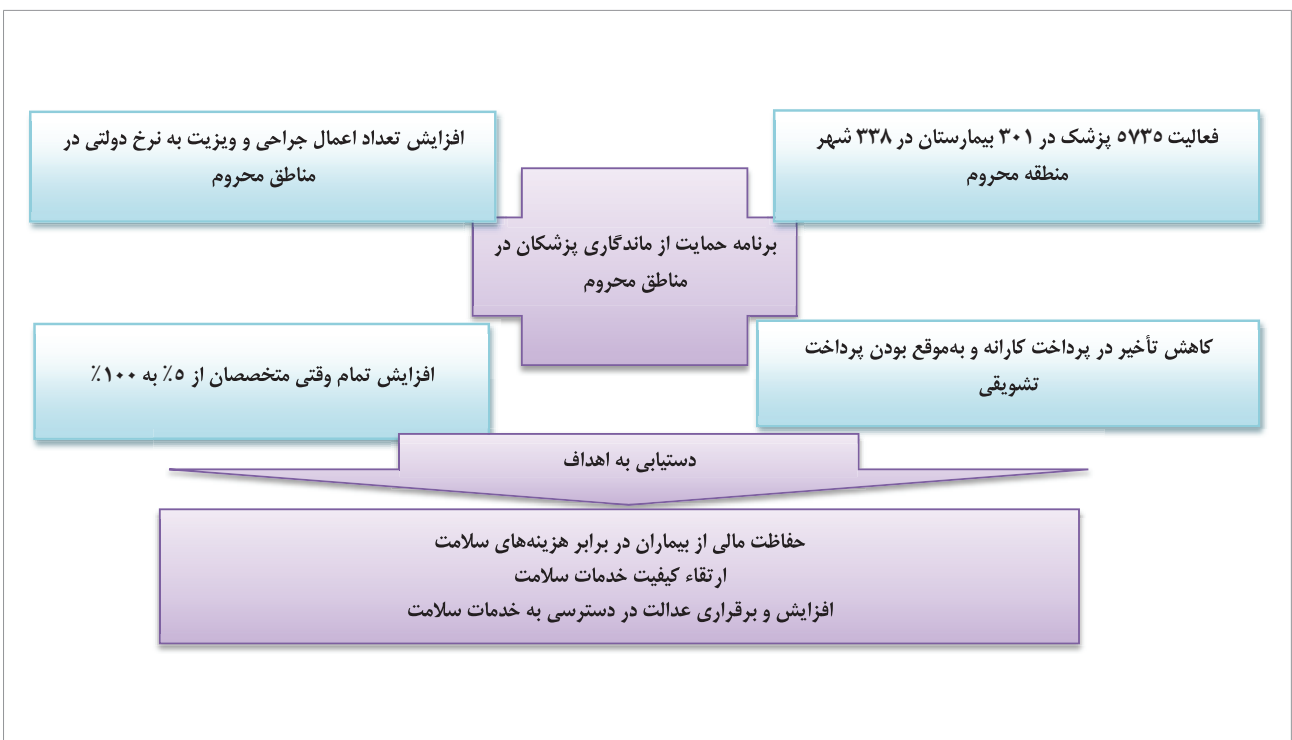 فعالیت ۵۷۳۵ پزشک در ۳۰۱ بیمارستان در ۳۳۸ شهر
منطقه محروم
افزایش تعداد اعمال جراحی و ویزیت به نرخ دولتی در
مناطق محروم
برنامه حمایت از ماندگاری پزشکان در
مناطق محروم
کاهش تأخیر در پرداخت کارانه و به‌موقع بودن پرداخت
تشویقی
افزایش تمام وقتی متخصصان از ۵٪ به ۱۰۰٪
دستیابی به اهداف
حفاظت مالی از بیماران در برابر هزینه‌های سلامت
ارتقاء کیفیت خدمات سلامت
افزایش و برقراری عدالت در دسترسی به خدمات سلامت